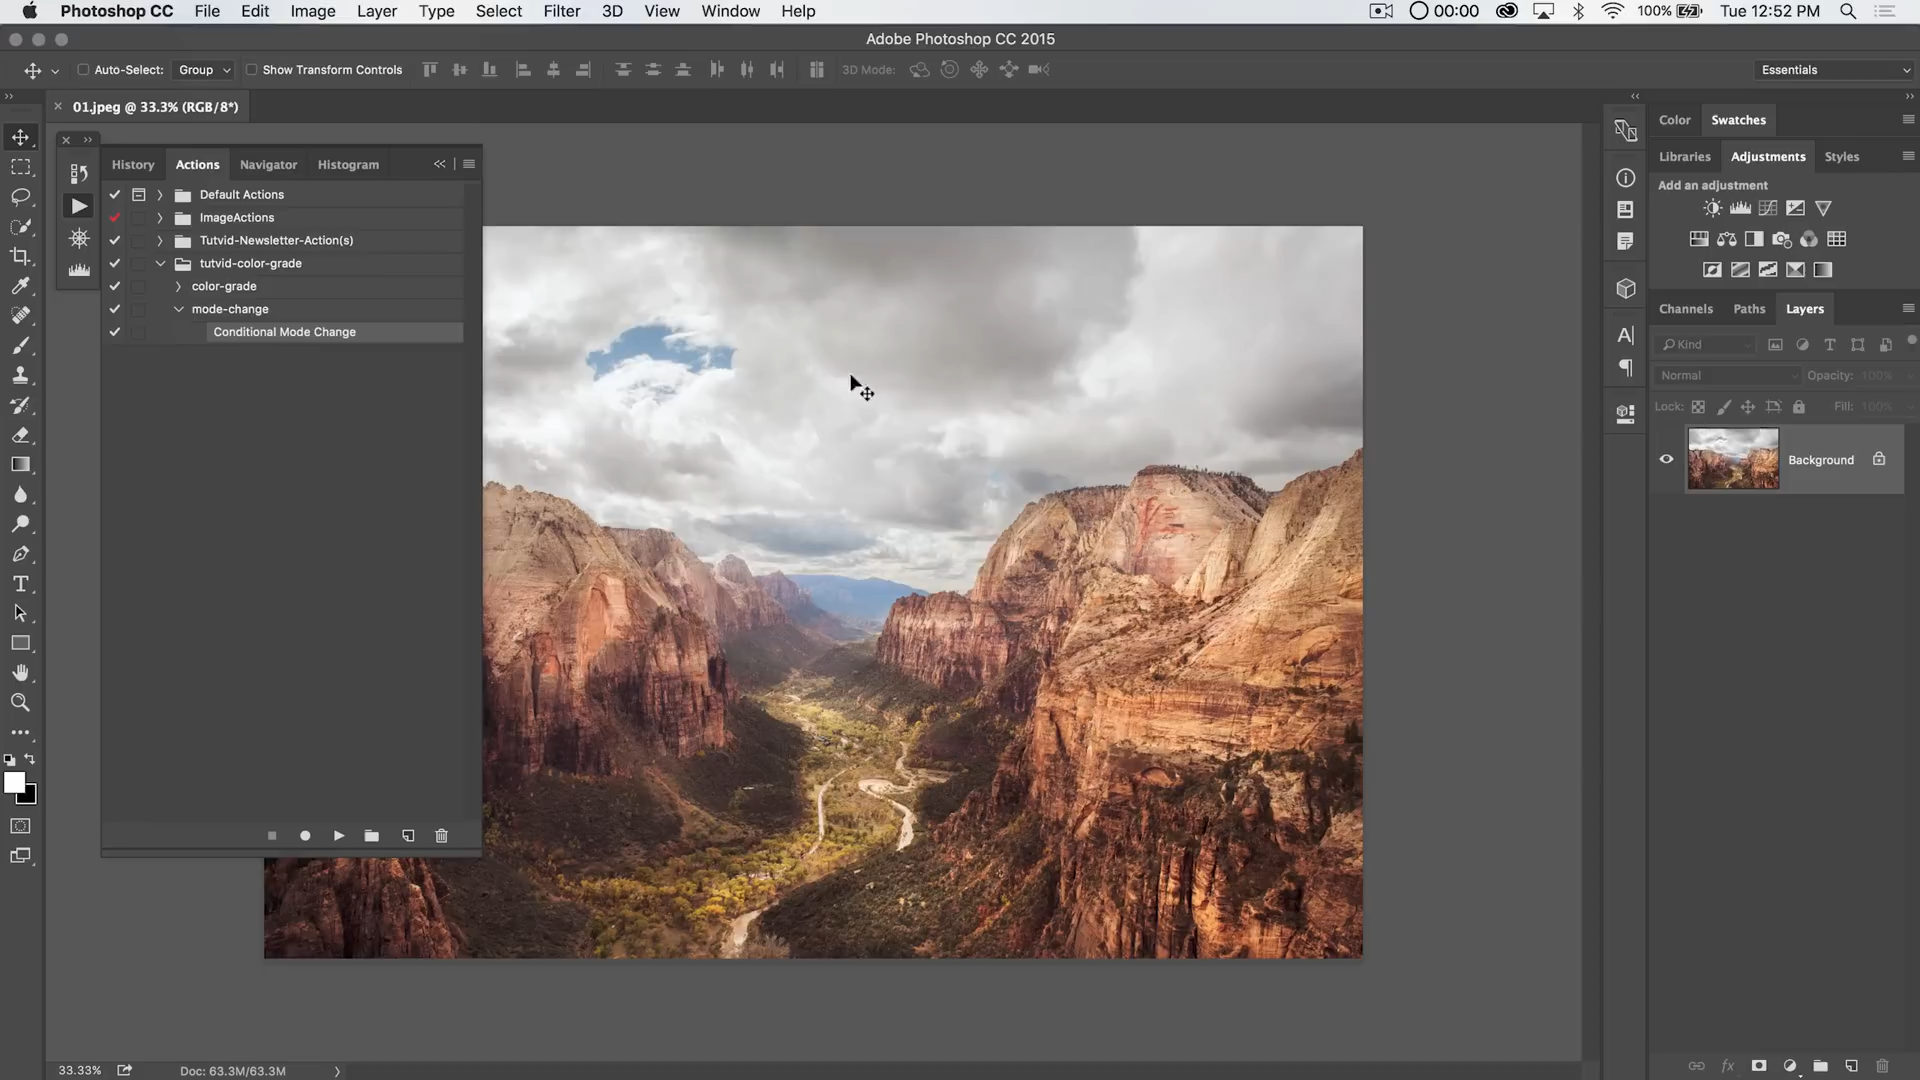 Photoshop CC File Edit Image Layer Type Select Filter 3D View Window Help 00:00 100% Tue 12:52 PM
Adobe Photoshop CC 2015
Auto-Select: Group Show Transform Controls 3D Mode: Essentials
01.jpeg @ 33.3% (RGB/8*)
Color Swatches
History Actions Navigator Histogram
Default Actions
ImageActions
Tutvid-Newsletter-Action(s)
tutvid-color-grade
color-grade
mode-change
Conditional Mode Change
Libraries Adjustments Styles
Add an adjustment
Channels Paths Layers
Kind
Normal Opacity: 100%
Lock: Fill: 100%
Background
33.33% Doc: 63.3M/63.3M